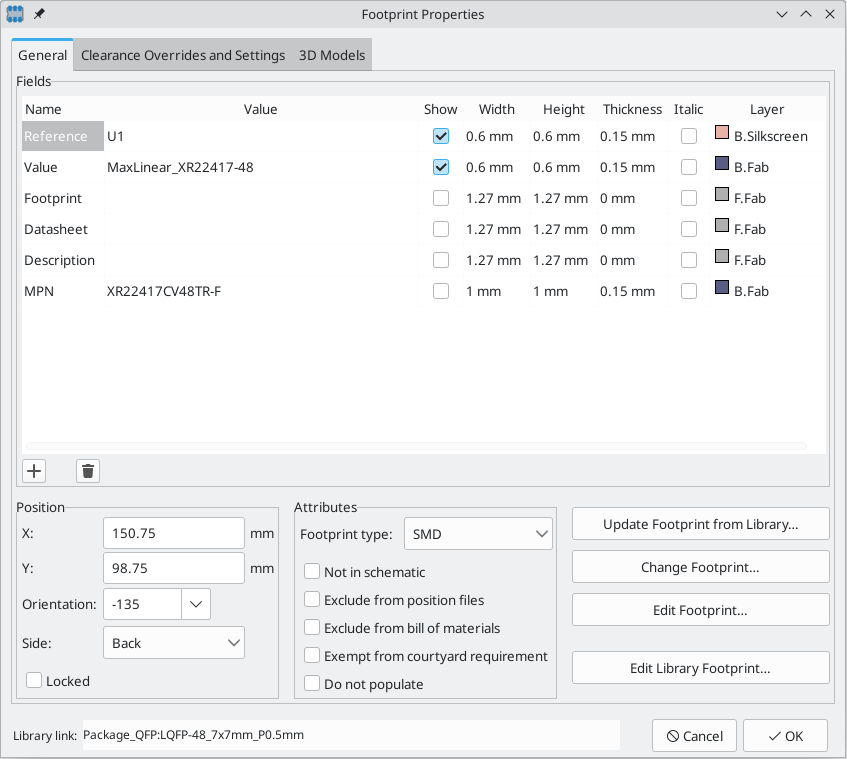 Footprint Properties
General Clearance Overrides and Settings 3D Models
Fields
Name Value Show Width Height Thickness Italic Layer
Reference U1 0.6 mm 0.6 mm 0.15 mm B.Silkscreen
Value MaxLinear_XR22417-48 0.6 mm 0.6 mm 0.15 mm B.Fab
Footprint 1.27 mm 1.27 mm 0 mm F.Fab
Datasheet 1.27 mm 1.27 mm 0 mm F.Fab
Description 1.27 mm 1.27 mm 0 mm F.Fab
MPN XR22417CV48TR-F 1 mm 1 mm 0.15 mm B.Fab
Position
X: 150.75 mm
Y: 98.75 mm
Orientation: -135
Side: Back
Locked
Attributes
Footprint type: SMD
Not in schematic
Exclude from position files
Exclude from bill of materials
Exempt from courtyard requirement
Do not populate
Update Footprint from Library...
Change Footprint...
Edit Footprint...
Edit Library Footprint...
Library link: Package_QFP:LQFP-48_7x7mm_P0.5mm
Cancel OK